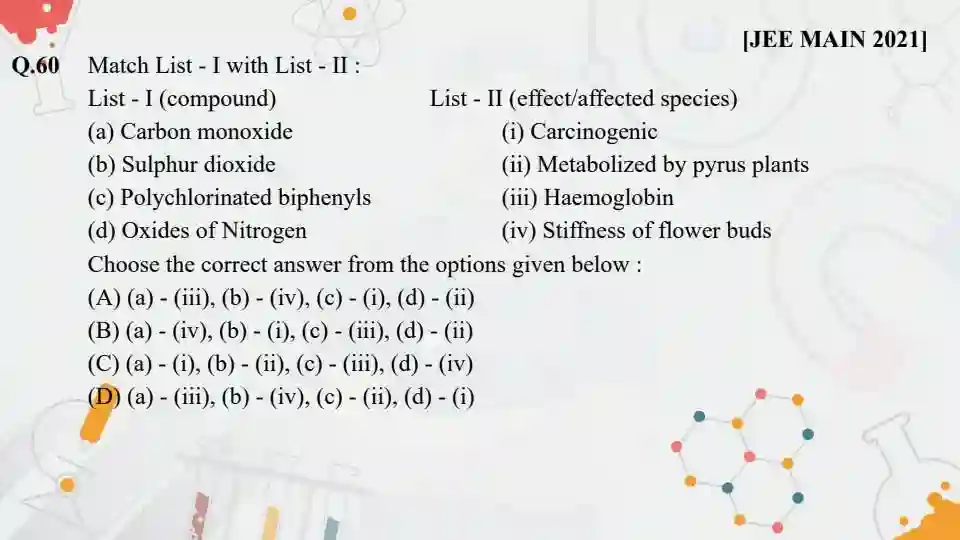 [JEE MAIN 2021]
Q.60 Match List - I with List - II :
List - I (compound) List - II (effect/affected species)
(a) Carbon monoxide (i) Carcinogenic
(b) Sulphur dioxide (ii) Metabolized by pyrus plants
(c) Polychlorinated biphenyls (iii) Haemoglobin
(d) Oxides of Nitrogen (iv) Stiffness of flower buds
Choose the correct answer from the options given below :
(A) (a) - (iii), (b) - (iv), (c) - (i), (d) - (ii)
(B) (a) - (iv), (b) - (i), (c) - (iii), (d) - (ii)
(C) (a) - (i), (b) - (ii), (c) - (iii), (d) - (iv)
(D) (a) - (iii), (b) - (iv), (c) - (ii), (d) - (i)